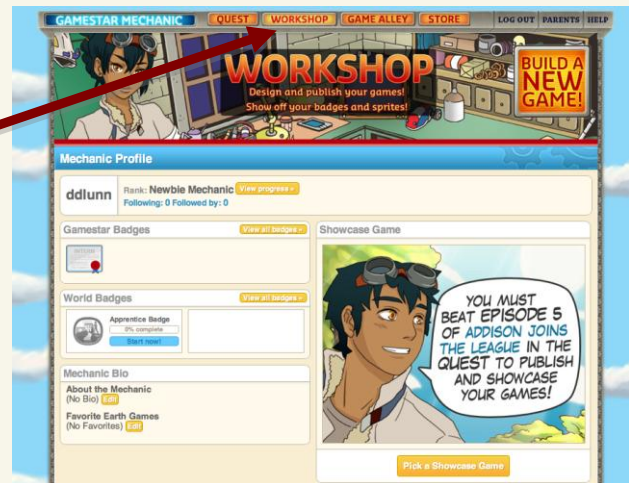 GAMESTAR MECHANIC QUEST WORKSHOP GAME ALLEY STORE LOG OUT PARENTS HELP
WORKSHOP
Design and publish your games!
Show off your badges and sprites!
BUILD A
NEW
GAME!
Mechanic Profile
ddlunn
Rank: Newbie Mechanic View progress »
Following: 0 Followed by: 0
Gamestar Badges View all badges »
World Badges View all badges »
Apprentice Badge
0% complete
Start now!
Mechanic Bio
About the Mechanic
(No Bio) Edit
Favorite Earth Games
(No Favorites) Edit
Showcase Game
YOU MUST
BEAT EPISODE 5
OF ADDISON JOINS
THE LEAGUE IN THE
QUEST TO PUBLISH
AND SHOWCASE
YOUR GAMES!
Pick a Showcase Game